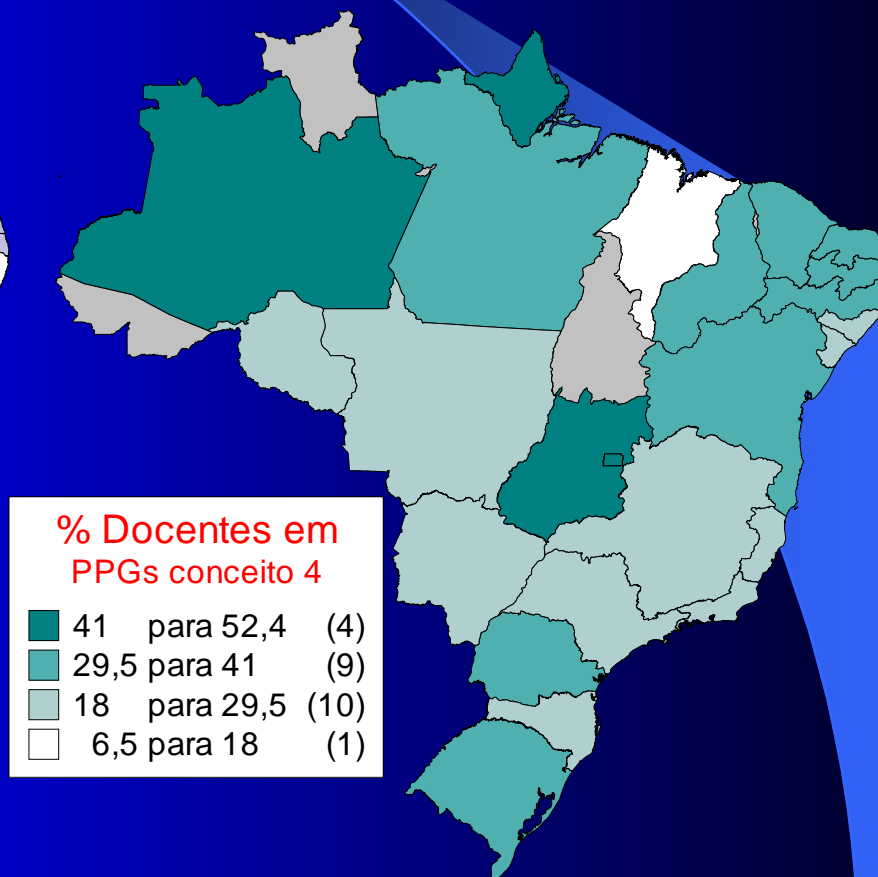 % Docentes em
PPGs conceito 4
41 para 52,4 (4)
29,5 para 41 (9)
18 para 29,5 (10)
6,5 para 18 (1)